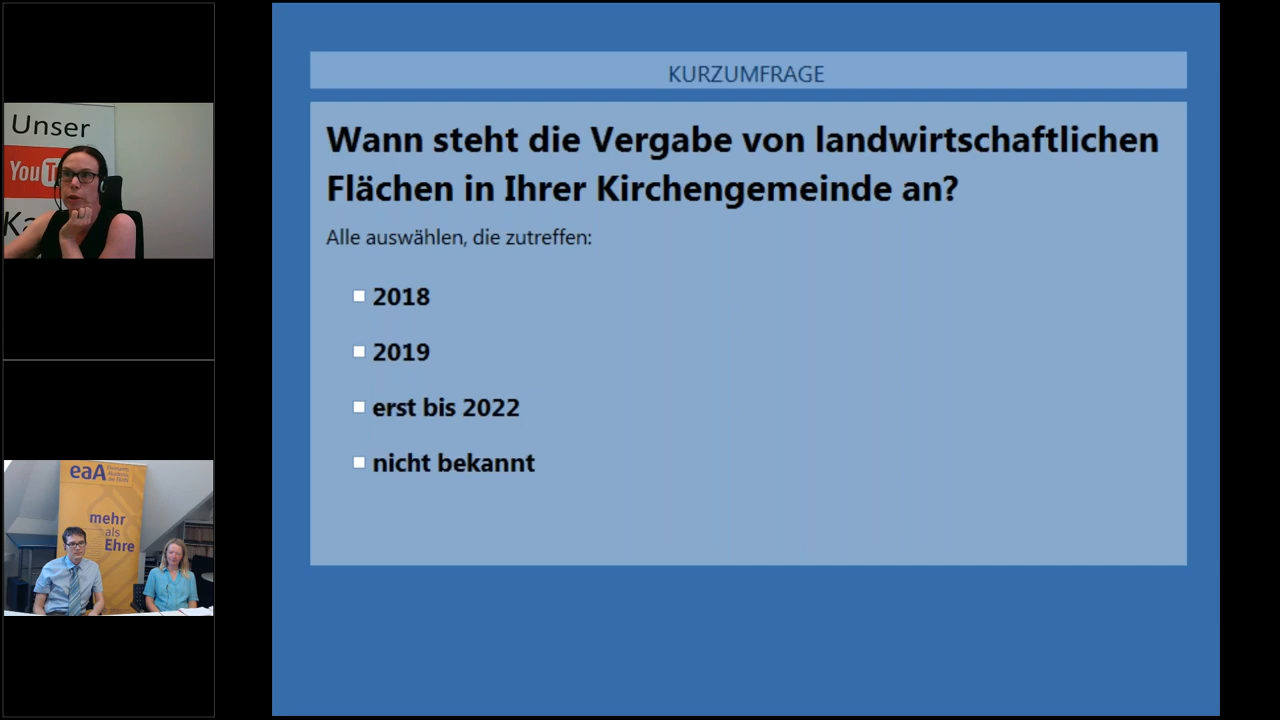 Unser
YouT
Ka
eaA
mehr
als
Ehre
KURZUMFRAGE
Wann steht die Vergabe von landwirtschaftlichen
Flächen in Ihrer Kirchengemeinde an?
Alle auswählen, die zutreffen:
2018
2019
erst bis 2022
nicht bekannt